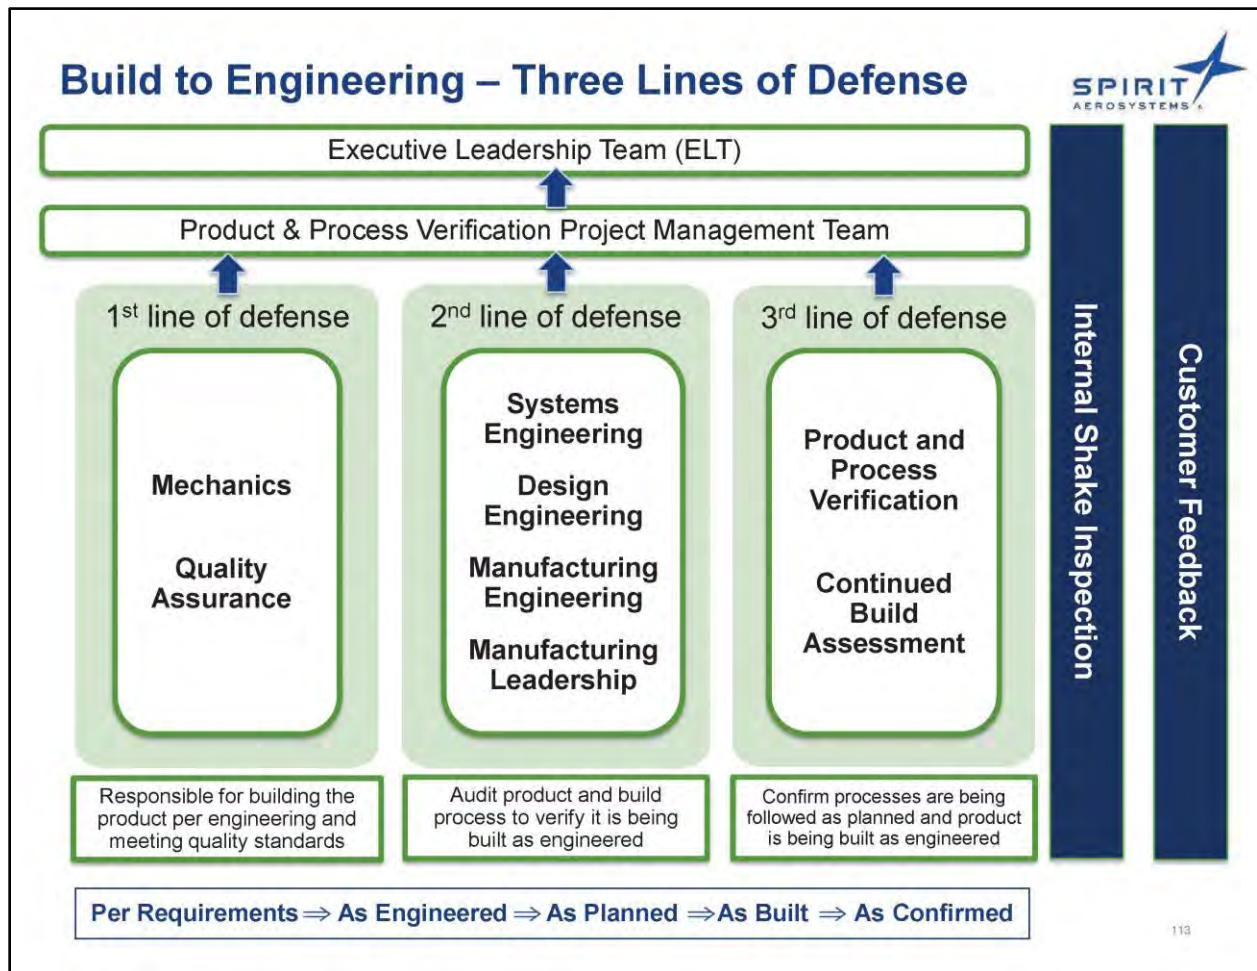 Build to Engineering – Three Lines of Defense
SPIRIT
AEROSYSTEMS
Executive Leadership Team (ELT)
Product & Process Verification Project Management Team
1st line of defense
Mechanics
Quality
Assurance
Responsible for building the
product per engineering and
meeting quality standards
2nd line of defense
Systems
Engineering
Design
Engineering
Manufacturing
Engineering
Manufacturing
Leadership
Audit product and build
process to verify it is being
built as engineered
3rd line of defense
Product and
Process
Verification
Continued
Build
Assessment
Confirm processes are being
followed as planned and product
is being built as engineered
Internal Shake Inspection
Customer Feedback
Per Requirements ⇒ As Engineered ⇒ As Planned ⇒As Built ⇒ As Confirmed
113